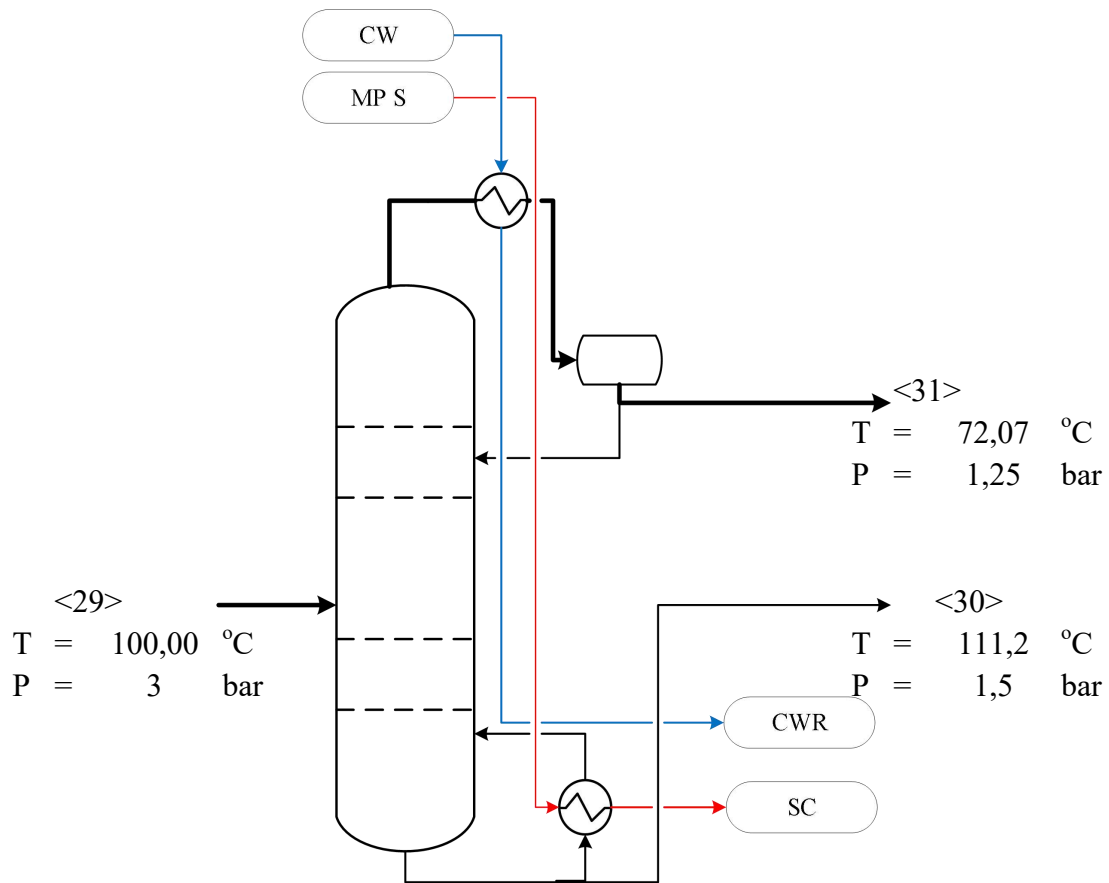 CW
MP S
<31>
T = 72,07 °C
P = 1,25 bar
<29>
T = 100,00 °C
P = 3 bar
<30>
T = 111,2 °C
P = 1,5 bar
CWR
SC